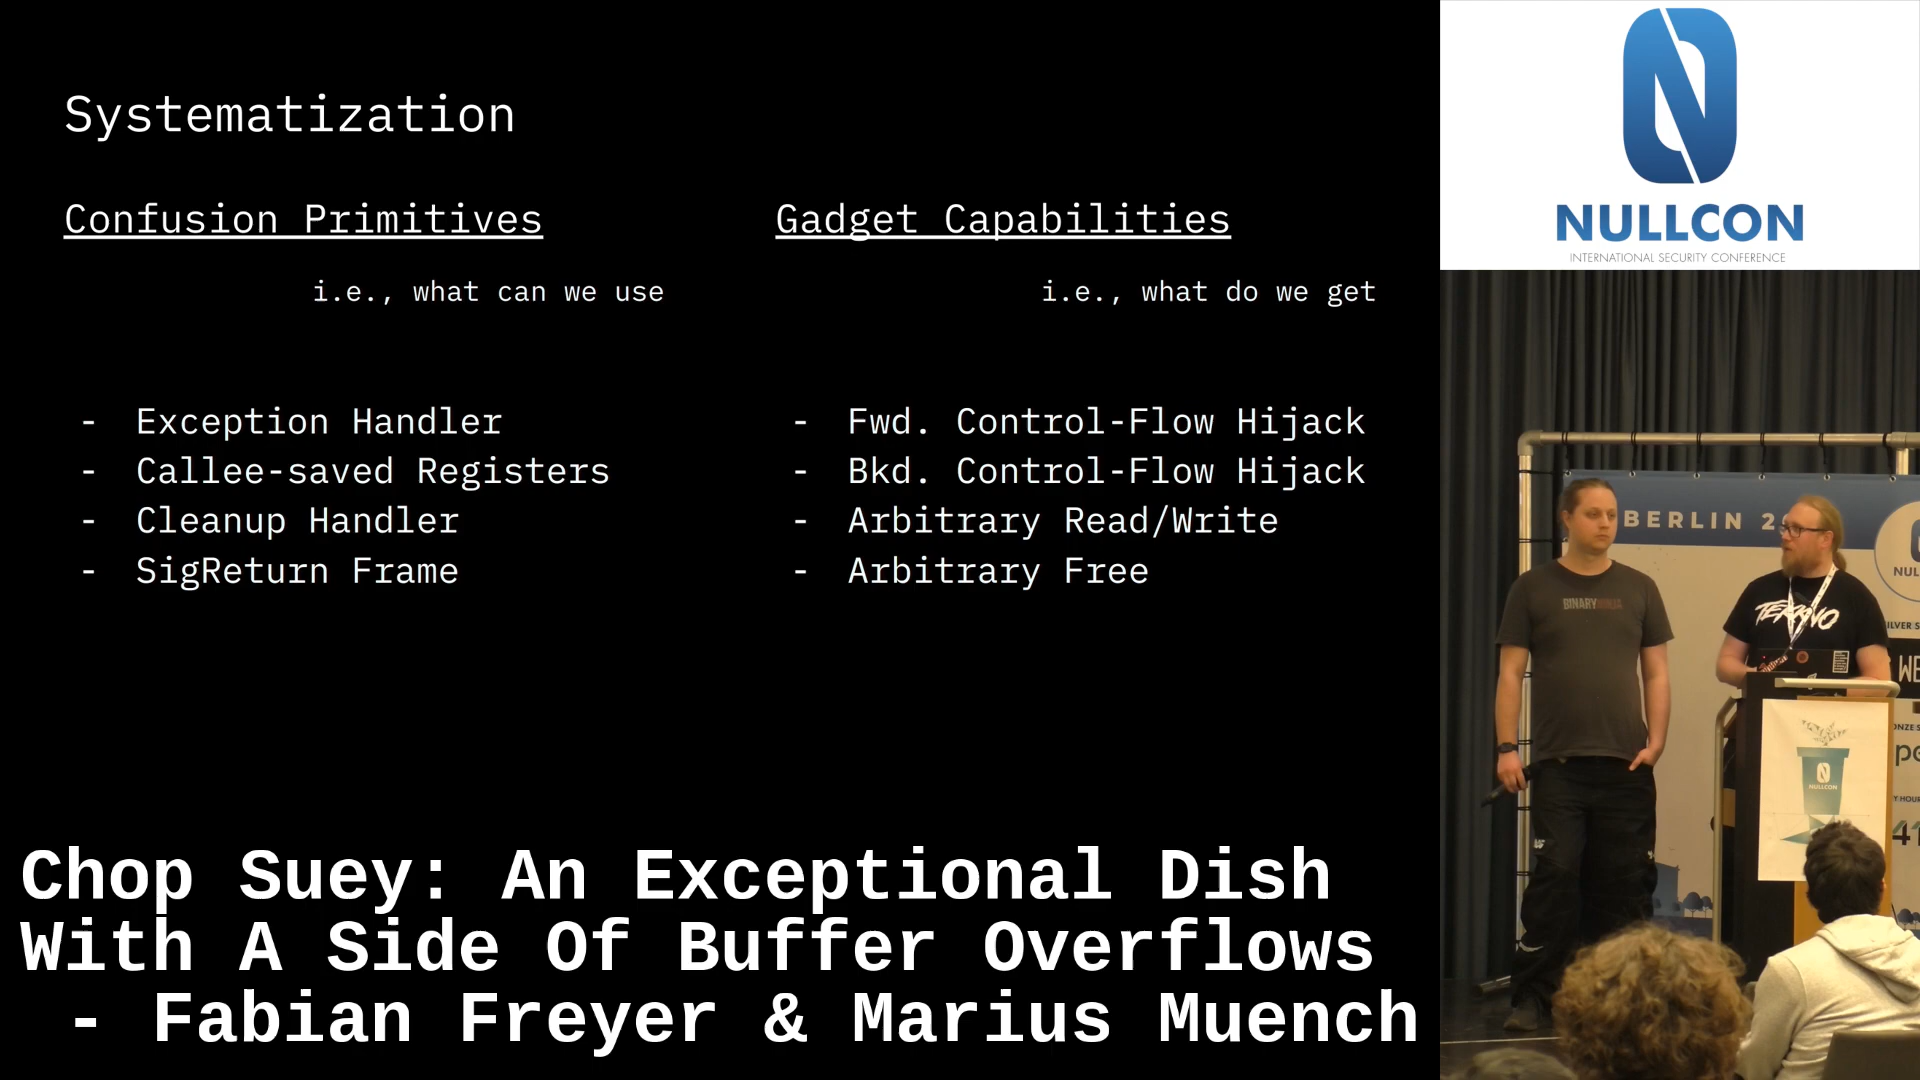 Systematization
Confusion Primitives
i.e., what can we use
- Exception Handler
- Callee-saved Registers
- Cleanup Handler
- SigReturn Frame
Gadget Capabilities
i.e., what do we get
- Fwd. Control-Flow Hijack
- Bkd. Control-Flow Hijack
- Arbitrary Read/Write
- Arbitrary Free
Chop Suey: An Exceptional Dish
With A Side Of Buffer Overflows
- Fabian Freyer & Marius Muench
NULLCON
INTERNATIONAL SECURITY CONFERENCE
BERLIN
BINARY
NULLCON